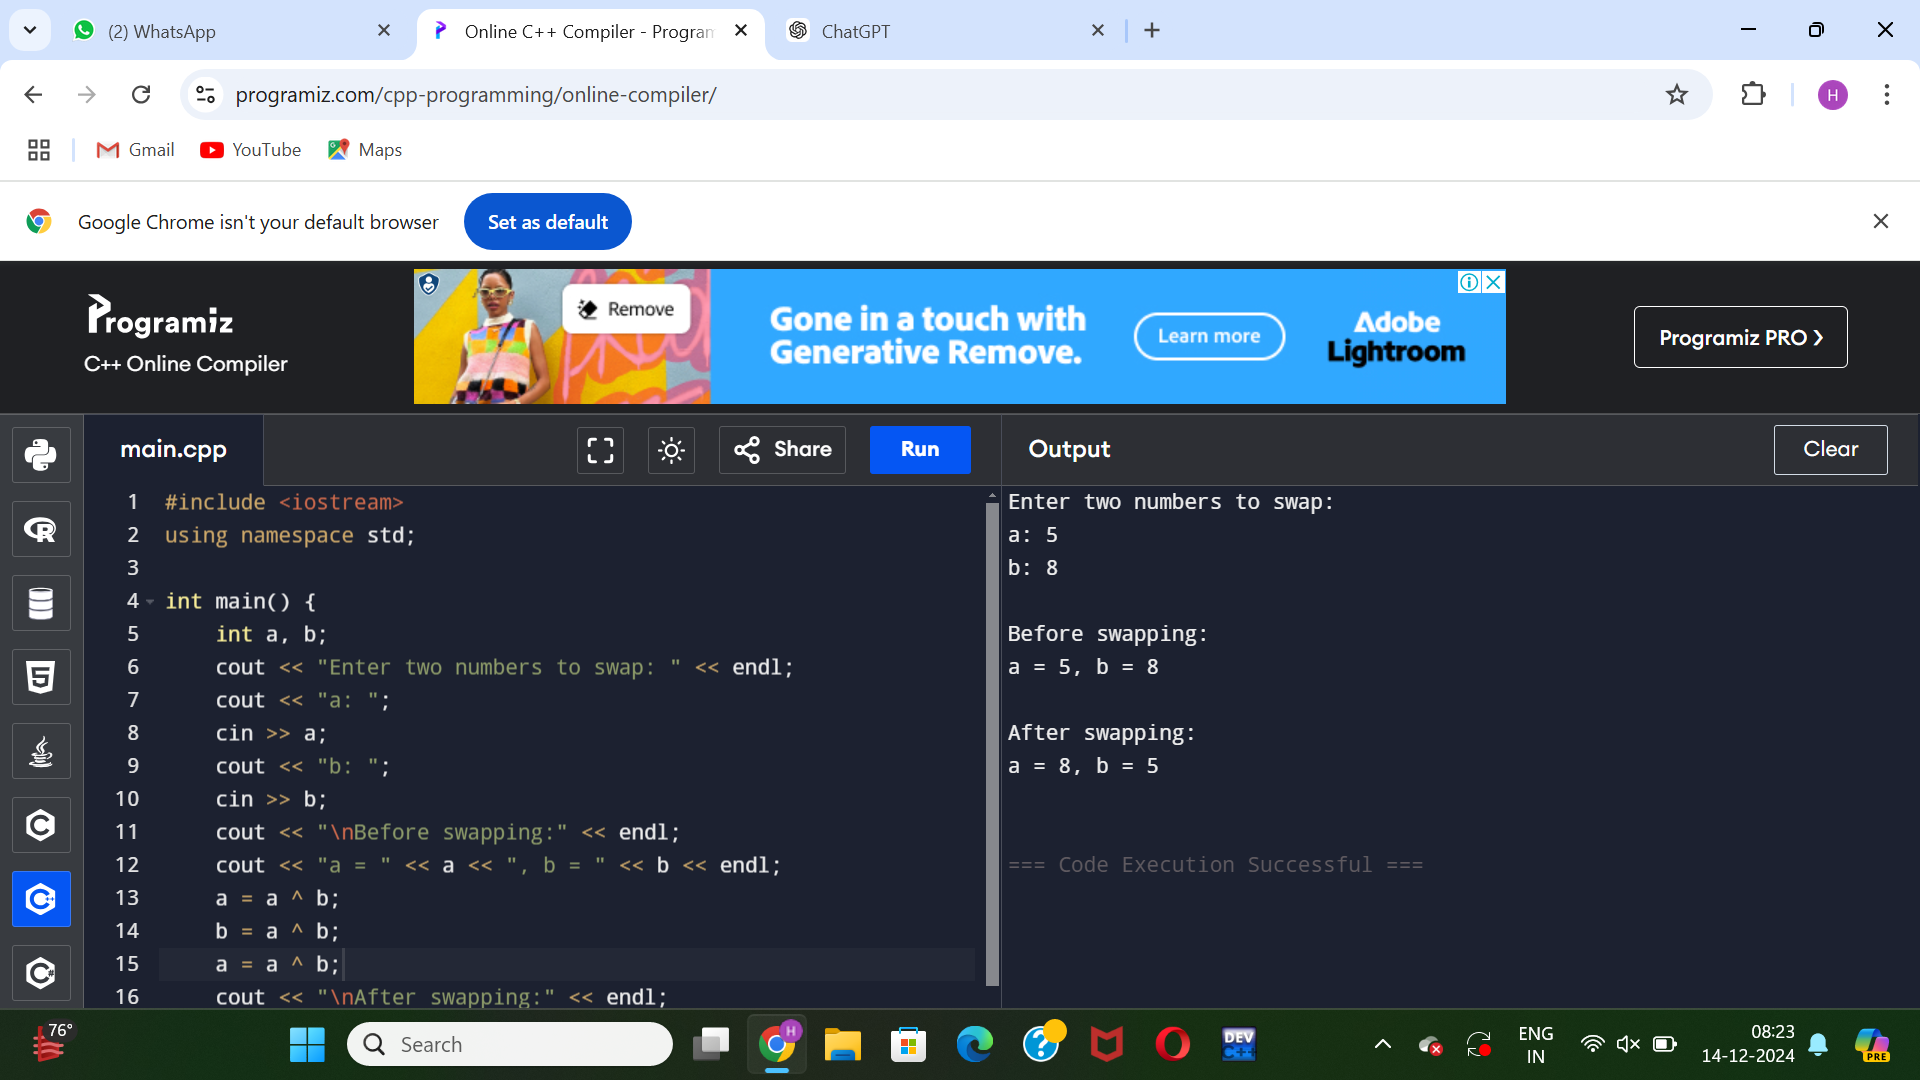 (2) WhatsApp
Online C++ Compiler - Program
ChatGPT
programiz.com/cpp-programming/online-compiler/
H
Gmail
YouTube
Maps
Google Chrome isn't your default browser
Set as default
Programiz
C++ Online Compiler
Remove
Gone in a touch with
Generative Remove.
Learn more
Adobe
Lightroom
Programiz PRO ❯
main.cpp
Share
Run
Output
Clear
1 #include <iostream>
2 using namespace std;
3
4 int main() {
5 int a, b;
6 cout << "Enter two numbers to swap: " << endl;
7 cout << "a: ";
8 cin >> a;
9 cout << "b: ";
10 cin >> b;
11 cout << "\nBefore swapping:" << endl;
12 cout << "a = " << a << ", b = " << b << endl;
13 a = a ^ b;
14 b = a ^ b;
15 a = a ^ b;
16 cout << "\nAfter swapping:" << endl;
Enter two numbers to swap:
a: 5
b: 8
Before swapping:
a = 5, b = 8
After swapping:
a = 8, b = 5
=== Code Execution Successful ===
76°
Search
H
DEV
C++
ENG
IN
08:23
14-12-2024
PRE